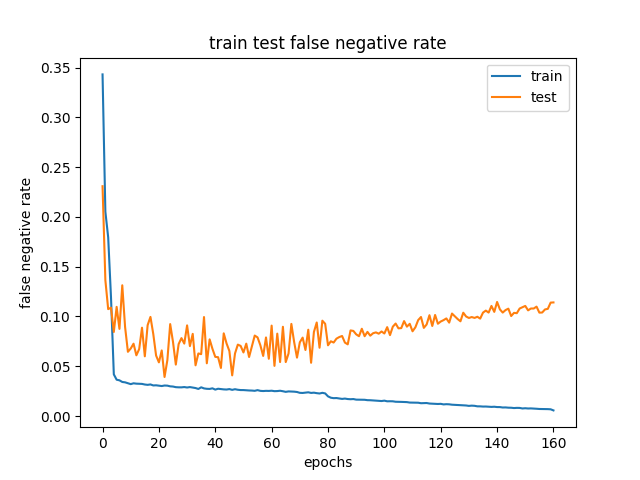 train test false negative rate
0.35
0.30
0.25
0.20
0.15
0.10
0.05
0.00
false negative rate
train
test
0 20 40 60 80 100 120 140 160
epochs